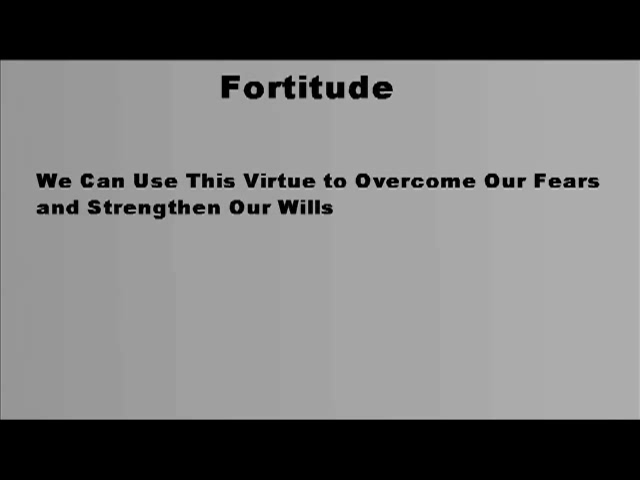 Fortitude
We Can Use This Virtue to Overcome Our Fears
and Strengthen Our Wills